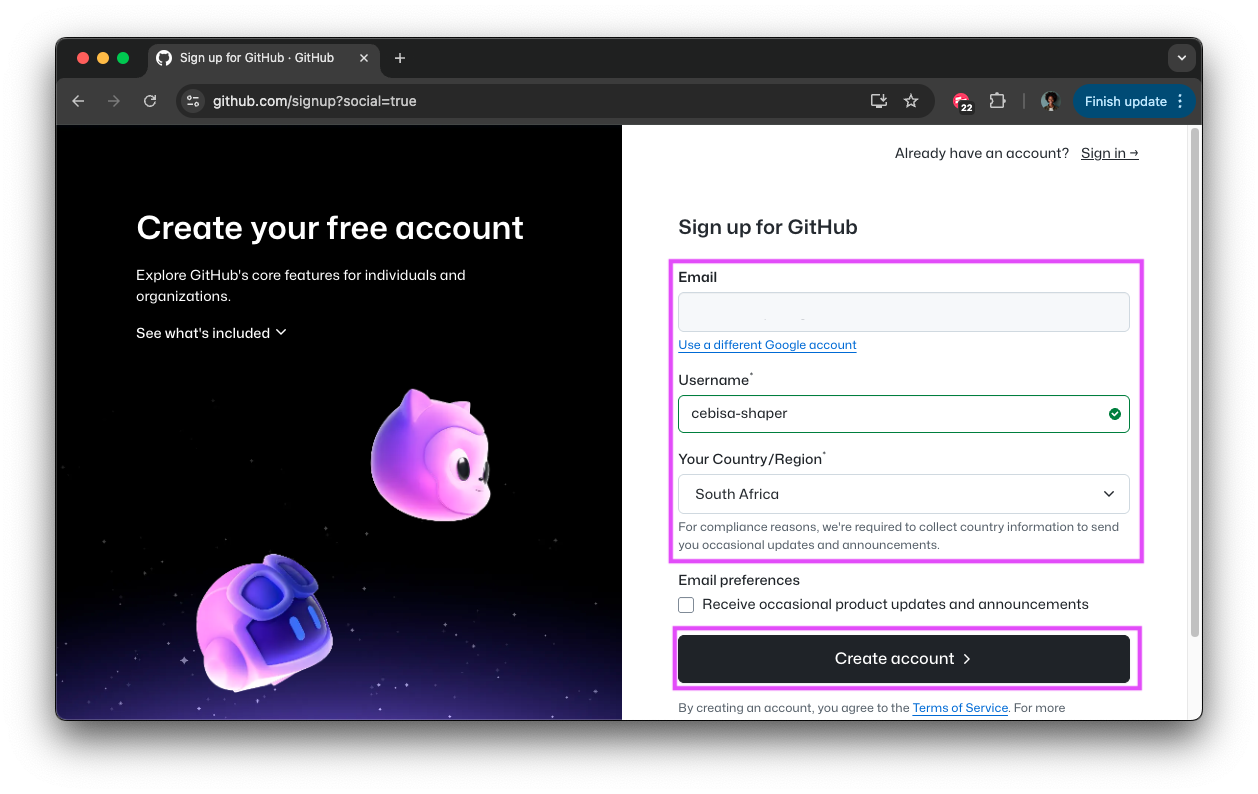 Sign up for GitHub · GitHub
github.com/signup?social=true
22
Finish update
Already have an account? Sign in →
Create your free account
Explore GitHub's core features for individuals and
organizations.
See what's included
Sign up for GitHub
Email
Use a different Google account
Username*
cebisa-shaper
Your Country/Region*
South Africa
For compliance reasons, we're required to collect country information to send
you occasional updates and announcements.
Email preferences
Receive occasional product updates and announcements
Create account
By creating an account, you agree to the Terms of Service. For more